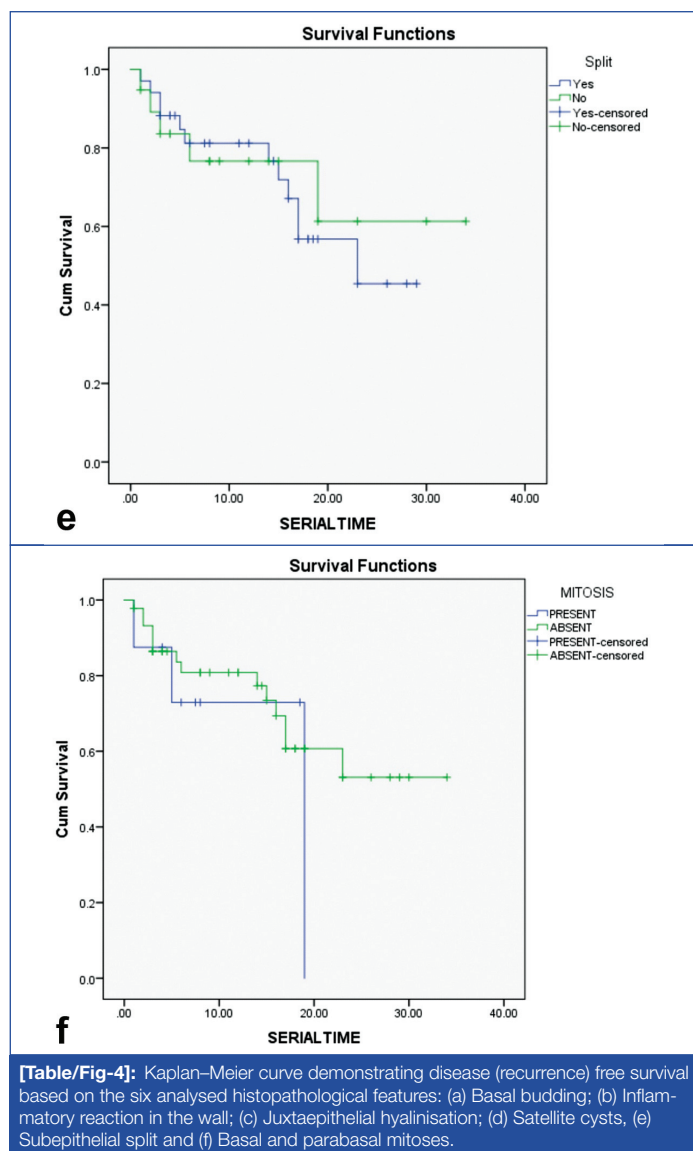 Survival Functions
Split
Yes
No
Yes-censored
No-censored
1.0
0.8
0.6
0.4
0.2
0.0
Cum Survival
.00 10.00 20.00 30.00 40.00
SERIALTIME
e
Survival Functions
MITOSIS
PRESENT
ABSENT
PRESENT-censored
ABSENT-censored
1.0
0.8
0.6
0.4
0.2
0.0
Cum Survival
.00 10.00 20.00 30.00 40.00
SERIALTIME
f
[Table/Fig-4]: Kaplan–Meier curve demonstrating disease (recurrence) free survival
based on the six analysed histopathological features: (a) Basal budding; (b) Inflam-
matory reaction in the wall; (c) Juxtaepithelial hyalinisation; (d) Satellite cysts, (e)
Subepithelial split and (f) Basal and parabasal mitoses.